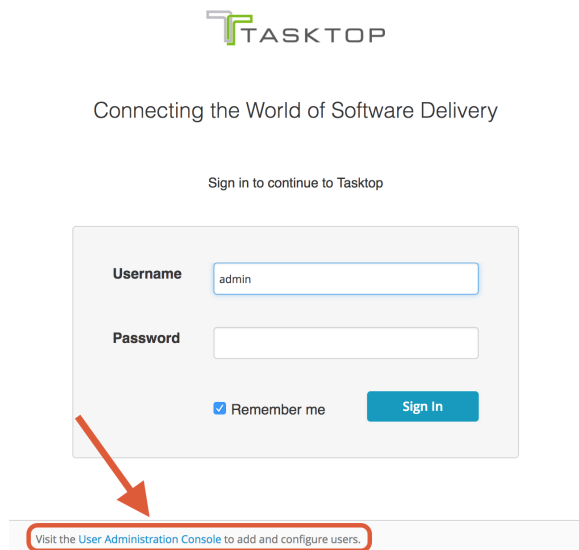 TASKTOP
Connecting the World of Software Delivery
Sign in to continue to Tasktop
Username
admin
Password
Remember me
Sign In
Visit the User Administration Console to add and configure users.